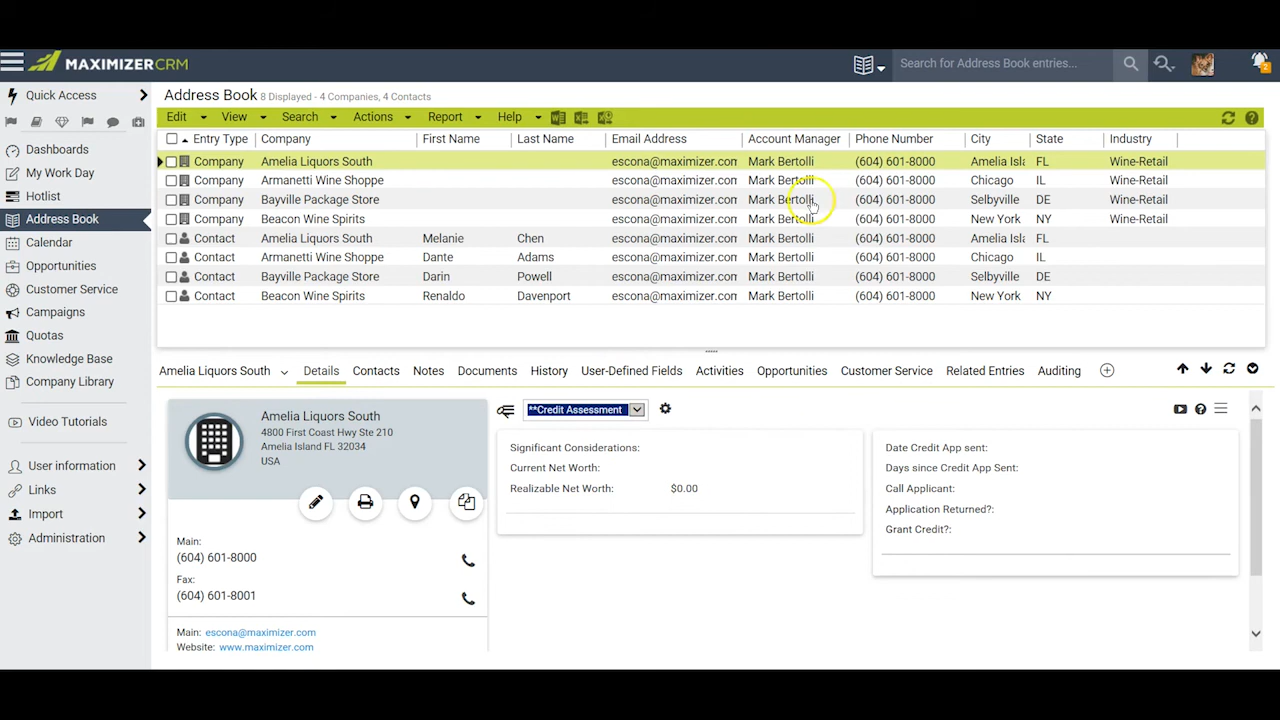 MAXIMIZER CRM
Search for Address Book entries...
2
Quick Access
Dashboards
My Work Day
Hotlist
Address Book
Calendar
Opportunities
Customer Service
Campaigns
Quotas
Knowledge Base
Company Library
Video Tutorials
User information
Links
Import
Administration
Address Book 8 Displayed - 4 Companies, 4 Contacts
Edit View Search Actions Report Help
Entry Type Company First Name Last Name Email Address Account Manager Phone Number City State Industry
Company Amelia Liquors South escona@maximizer.com Mark Bertolli (604) 601-8000 Amelia Isla FL Wine-Retail
Company Armanetti Wine Shoppe escona@maximizer.com Mark Bertolli (604) 601-8000 Chicago IL Wine-Retail
Company Bayville Package Store escona@maximizer.com Mark Bertolli (604) 601-8000 Selbyville DE Wine-Retail
Company Beacon Wine Spirits escona@maximizer.com Mark Bertolli (604) 601-8000 New York NY Wine-Retail
Contact Amelia Liquors South Melanie Chen escona@maximizer.com Mark Bertolli (604) 601-8000 Amelia Isla FL
Contact Armanetti Wine Shoppe Dante Adams escona@maximizer.com Mark Bertolli (604) 601-8000 Chicago IL
Contact Bayville Package Store Darin Powell escona@maximizer.com Mark Bertolli (604) 601-8000 Selbyville DE
Contact Beacon Wine Spirits Renaldo Davenport escona@maximizer.com Mark Bertolli (604) 601-8000 New York NY
Amelia Liquors South Details Contacts Notes Documents History User-Defined Fields Activities Opportunities Customer Service Related Entries Auditing
Amelia Liquors South
4800 First Coast Hwy Ste 210
Amelia Island FL 32034
USA
Main:
(604) 601-8000
Fax:
(604) 601-8001
Main: escona@maximizer.com
Website: www.maximizer.com
**Credit Assessment
Significant Considerations:
Current Net Worth:
Realizable Net Worth: $0.00
Date Credit App sent:
Days since Credit App Sent:
Call Applicant:
Application Returned?:
Grant Credit?: